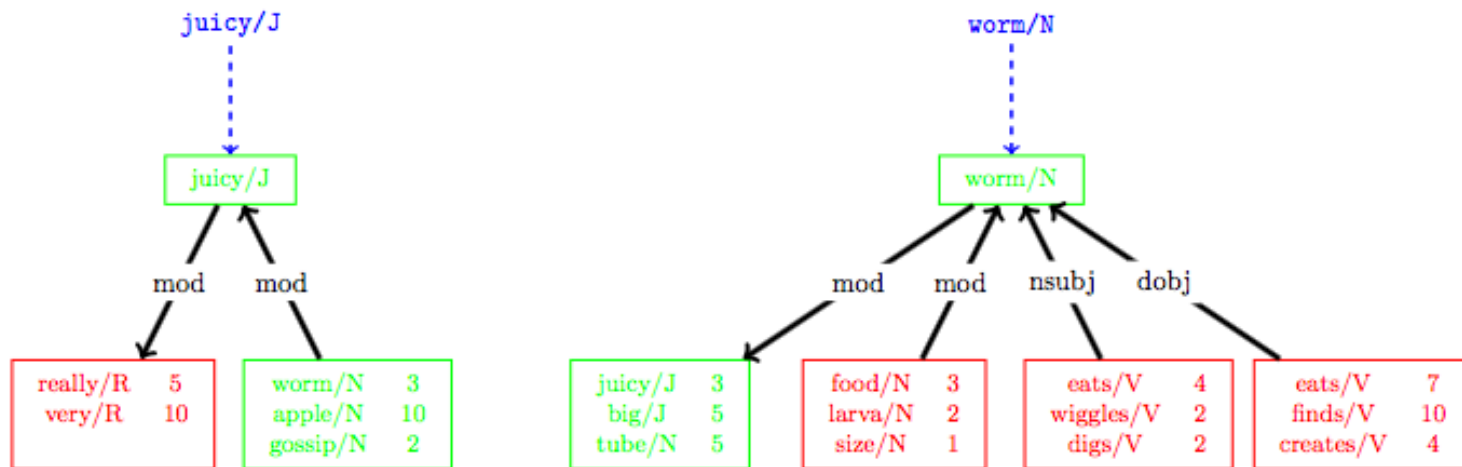 juicy/J worm/N
juicy/J worm/N
mod mod mod mod nsubj dobj
really/R 5 worm/N 3 juicy/J 3 food/N 3 eats/V 4 eats/V 7
very/R 10 apple/N 10 big/J 5 larva/N 2 wiggles/V 2 finds/V 10
gossip/N 2 tube/N 5 size/N 1 digs/V 2 creates/V 4